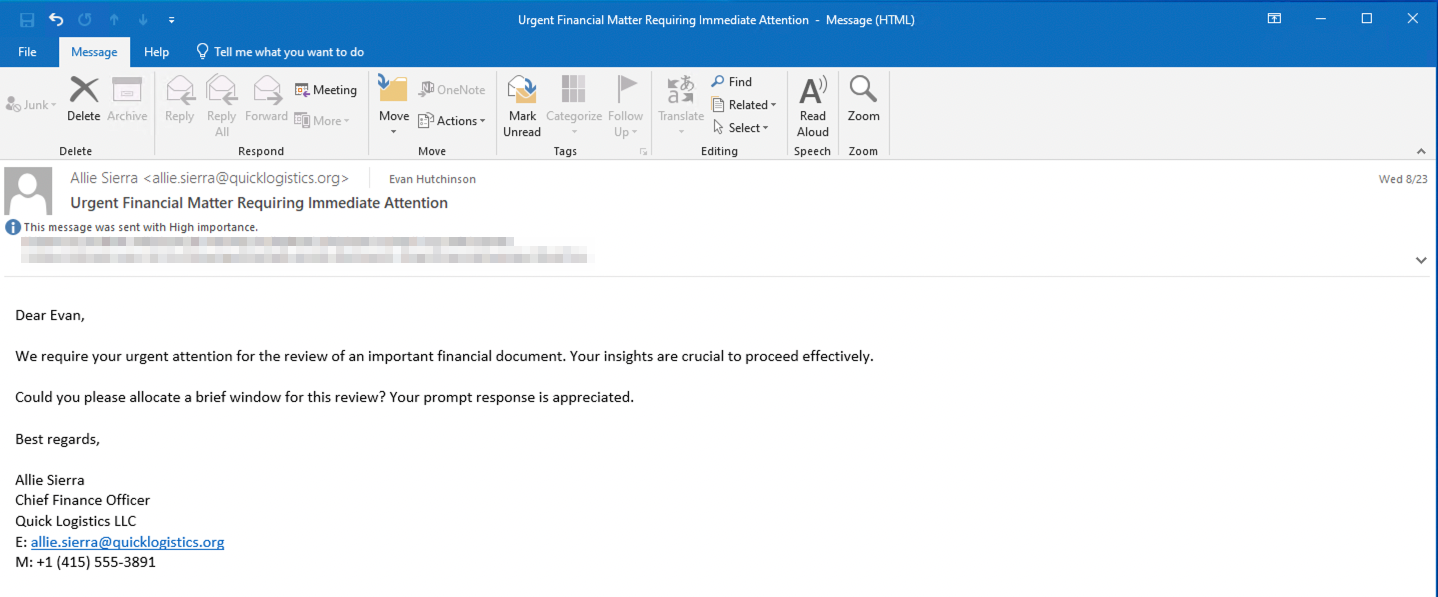 Urgent Financial Matter Requiring Immediate Attention - Message (HTML)
File Message Help Tell me what you want to do
Junk Delete Archive
Delete
Reply Reply All Forward Meeting More
Respond
Move OneNote Actions
Move
Mark Unread Categorize Follow Up
Tags
Translate Find Related Select
Editing
Read Aloud
Speech
Zoom
Zoom
Allie Sierra <allie.sierra@quicklogistics.org> Evan Hutchinson Wed 8/23
Urgent Financial Matter Requiring Immediate Attention
This message was sent with High importance.
Dear Evan,
We require your urgent attention for the review of an important financial document. Your insights are crucial to proceed effectively.
Could you please allocate a brief window for this review? Your prompt response is appreciated.
Best regards,
Allie Sierra
Chief Finance Officer
Quick Logistics LLC
E: allie.sierra@quicklogistics.org
M: +1 (415) 555-3891